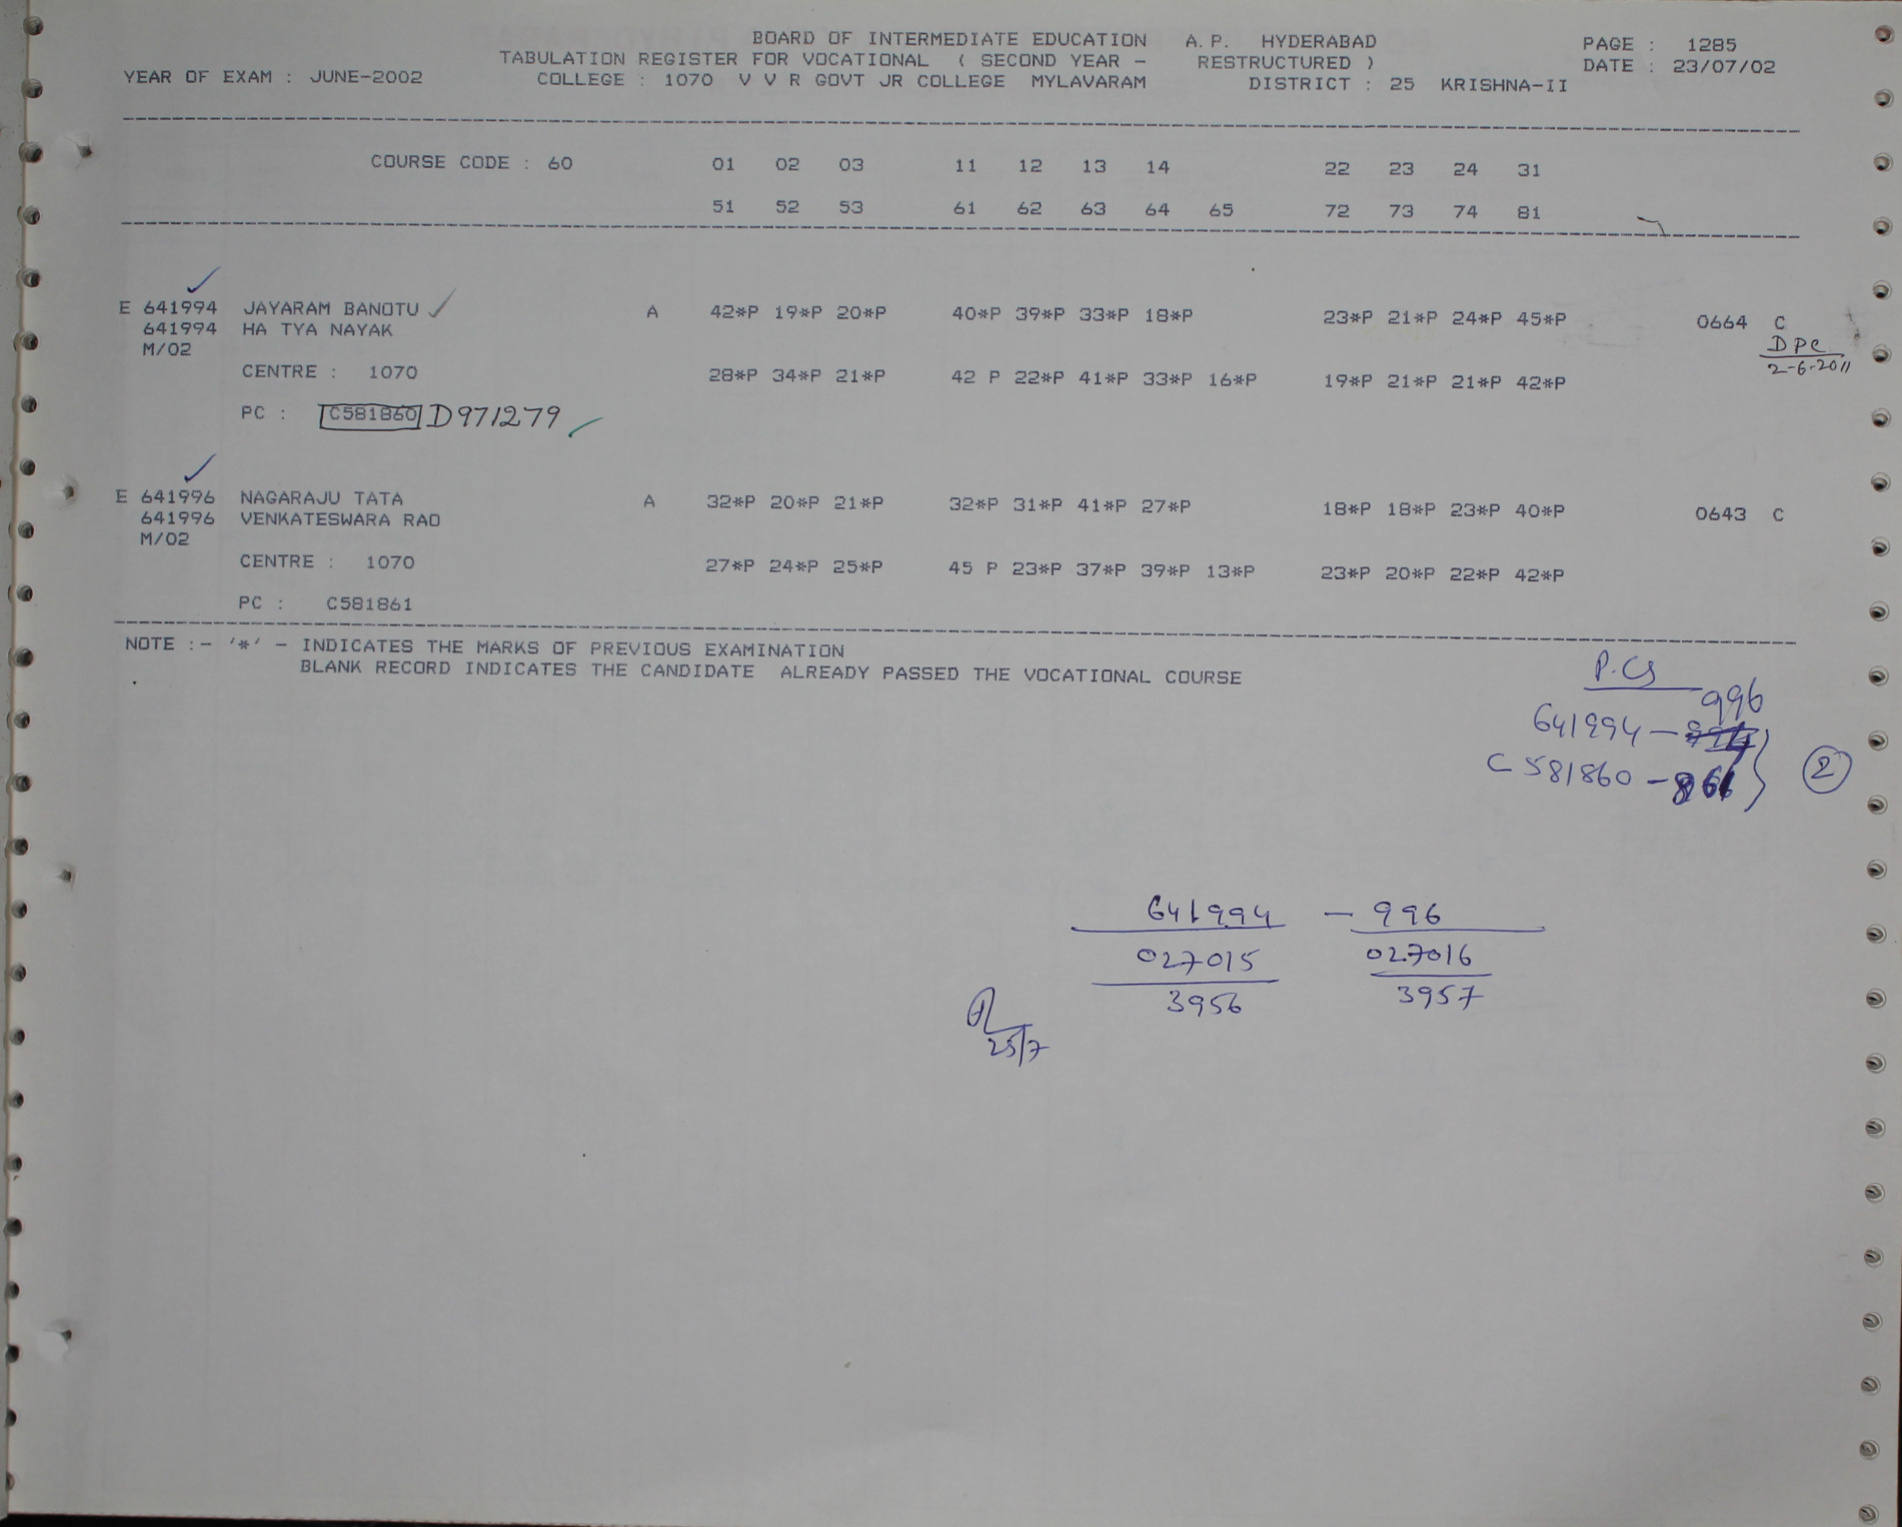 BOARD OF INTERMEDIATE EDUCATION A.P. HYDERABAD PAGE : 1285
TABULATION REGISTER FOR VOCATIONAL ( SECOND YEAR - RESTRUCTURED ) DATE : 23/07/02
YEAR OF EXAM : JUNE-2002 COLLEGE : 1070 V V R GOVT JR COLLEGE MYLAVARAM DISTRICT : 25 KRISHNA-II
COURSE CODE : 60 01 02 03 11 12 13 14 22 23 24 31
51 52 53 61 62 63 64 65 72 73 74 81
E 641994 JAYARAM BANOTU A 42*P 19*P 20*P 40*P 39*P 33*P 18*P 23*P 21*P 24*P 45*P 0664 C
641994 HA TYA NAYAK DPC
M/02 2-6-2011
CENTRE : 1070 28*P 34*P 21*P 42 P 22*P 41*P 33*P 16*P 19*P 21*P 21*P 42*P
PC : C581860 D971279
E 641996 NAGARAJU TATA A 32*P 20*P 21*P 32*P 31*P 41*P 27*P 18*P 18*P 23*P 40*P 0643 C
641996 VENKATESWARA RAO
M/02
CENTRE : 1070 27*P 24*P 25*P 45 P 23*P 37*P 39*P 13*P 23*P 20*P 22*P 42*P
PC : C581861
NOTE :- '*' - INDICATES THE MARKS OF PREVIOUS EXAMINATION
BLANK RECORD INDICATES THE CANDIDATE ALREADY PASSED THE VOCATIONAL COURSE
P.Cs
996
641994 -
C 581860 - 861 2
641994 - 996
027015 027016
3956 3957
25/7